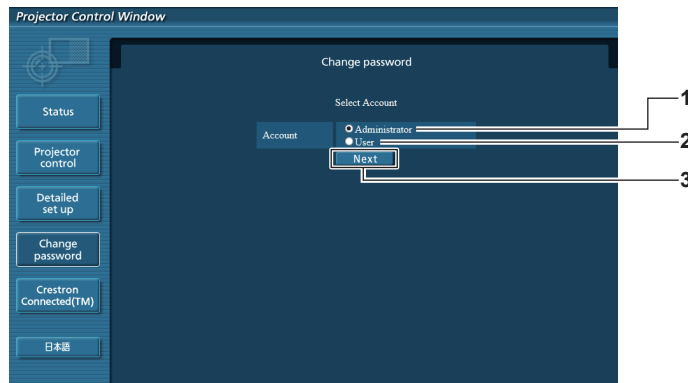 Projector Control Window
Change password
Select Account
Account
Administrator
User
Next
Status
Projector
control
Detailed
set up
Change
password
Crestron
Connected(TM)
日本語
1
2
3